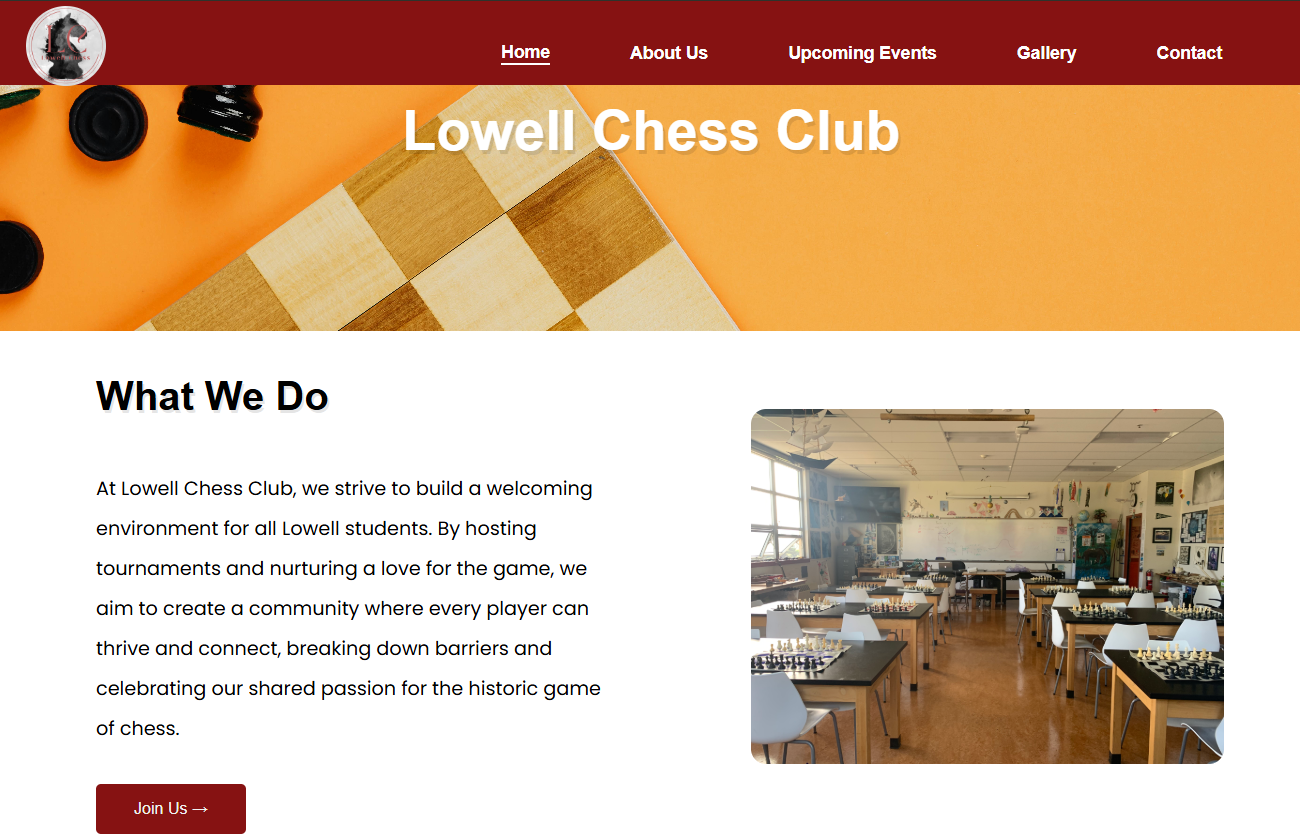 Home
About Us
Upcoming Events
Gallery
Contact
Lowell Chess Club
What We Do
At Lowell Chess Club, we strive to build a welcoming
environment for all Lowell students. By hosting
tournaments and nurturing a love for the game, we
aim to create a community where every player can
thrive and connect, breaking down barriers and
celebrating our shared passion for the historic game
of chess.
Join Us →